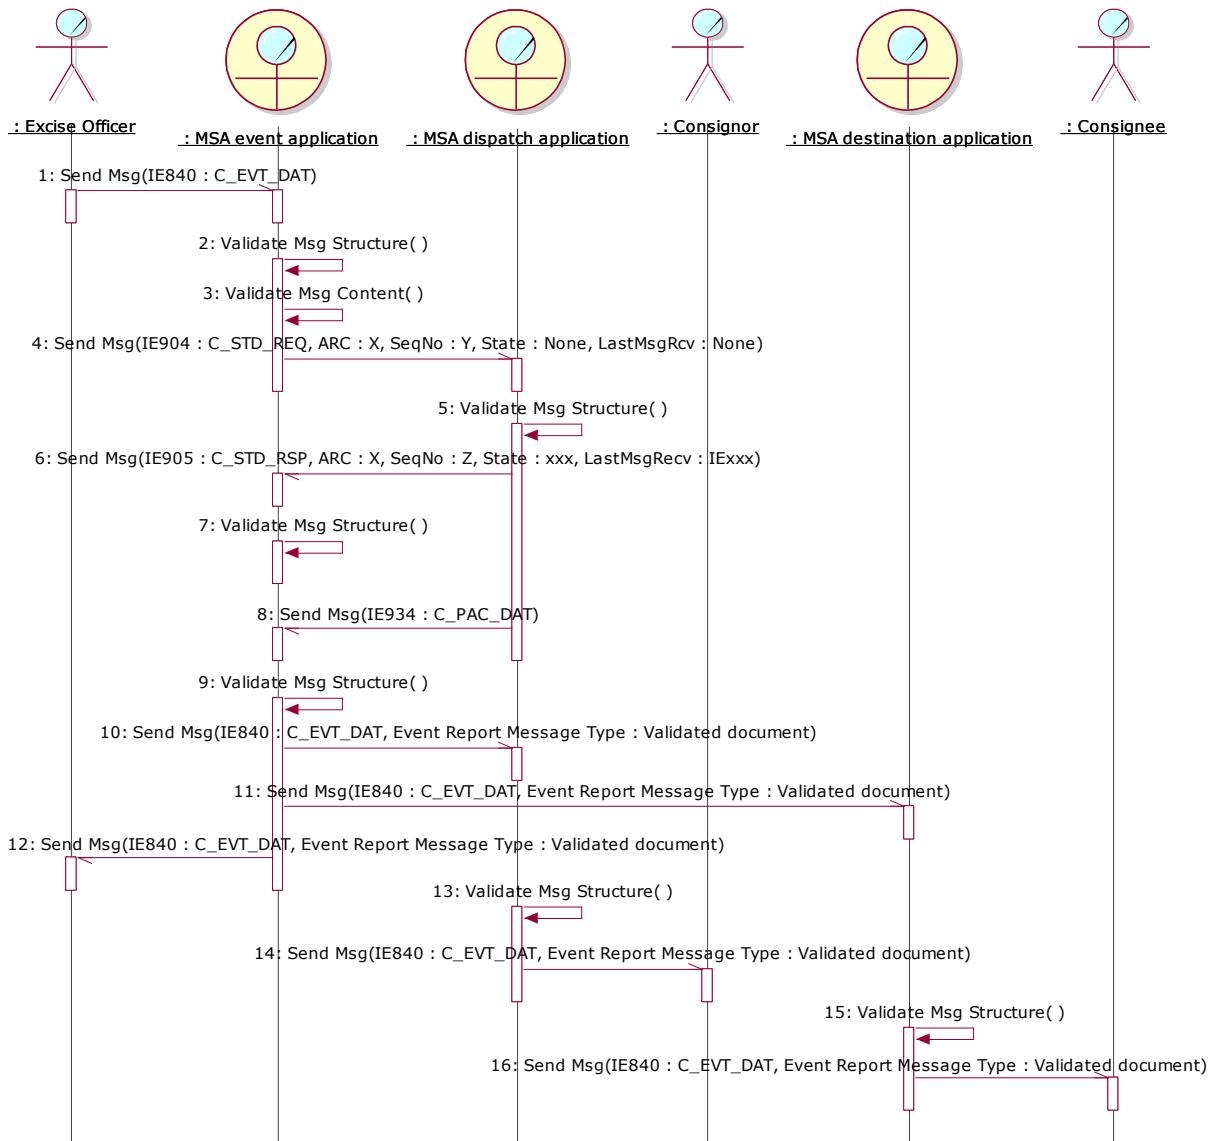 : Excise Officer
: MSA event application
: MSA dispatch application
: Consignor
: MSA destination application
: Consignee
1: Send Msg(IE840 : C_EVT_DAT)
2: Validate Msg Structure( )
3: Validate Msg Content( )
4: Send Msg(IE904 : C_STD_REQ, ARC : X, SeqNo : Y, State : None, LastMsgRcv : None)
5: Validate Msg Structure( )
6: Send Msg(IE905 : C_STD_RSP, ARC : X, SeqNo : Z, State : xxx, LastMsgRecv : IExxx)
7: Validate Msg Structure( )
8: Send Msg(IE934 : C_PAC_DAT)
9: Validate Msg Structure( )
10: Send Msg(IE840 : C_EVT_DAT, Event Report Message Type : Validated document)
11: Send Msg(IE840 : C_EVT_DAT, Event Report Message Type : Validated document)
12: Send Msg(IE840 : C_EVT_DAT, Event Report Message Type : Validated document)
13: Validate Msg Structure( )
14: Send Msg(IE840 : C_EVT_DAT, Event Report Message Type : Validated document)
15: Validate Msg Structure( )
16: Send Msg(IE840 : C_EVT_DAT, Event Report Message Type : Validated document)